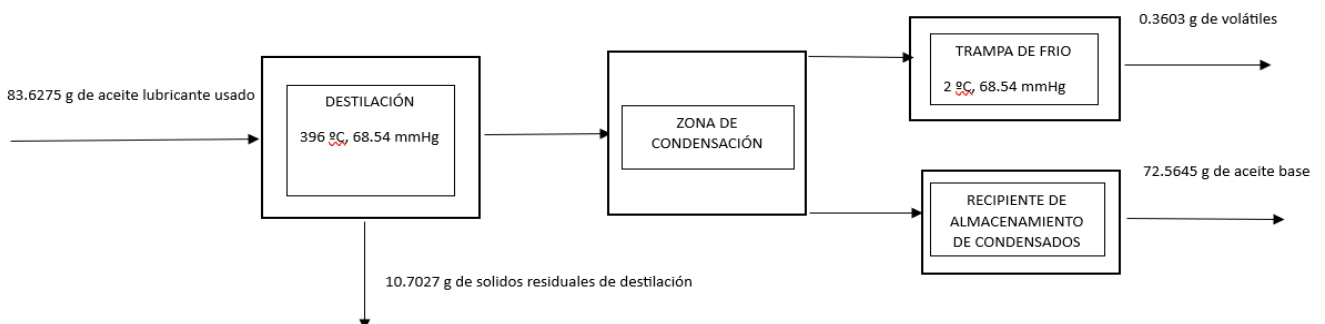 0.3603 g de volátiles
TRAMPA DE FRIO
2 ºC, 68.54 mmHg
83.6275 g de aceite lubricante usado
DESTILACIÓN
396 ºC, 68.54 mmHg
ZONA DE
CONDENSACIÓN
72.5645 g de aceite base
RECIPIENTE DE
ALMACENAMIENTO
DE CONDENSADOS
10.7027 g de solidos residuales de destilación